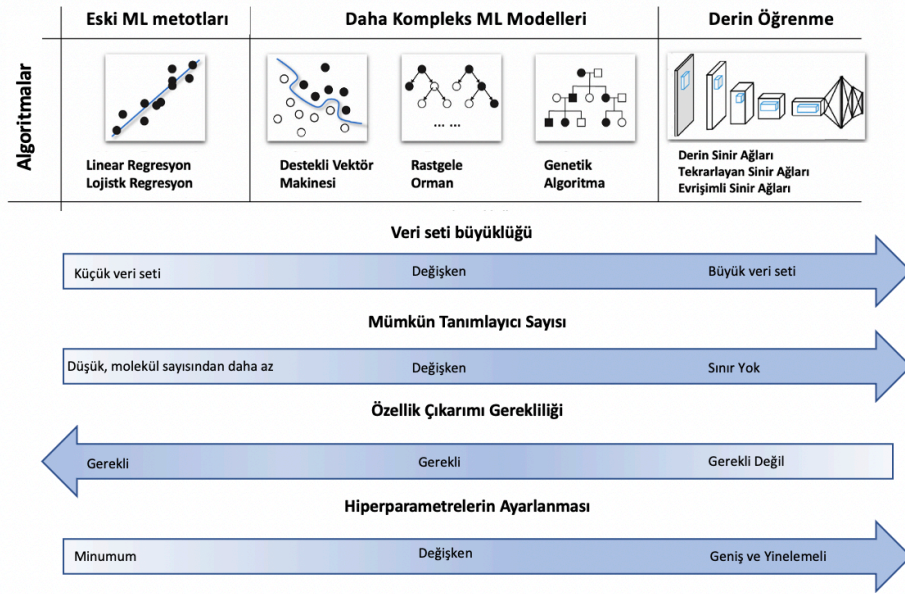 Eski ML metotları
Daha Kompleks ML Modelleri
Derin Öğrenme
Algoritmalar
... ...
Linear Regresyon
Lojistk Regresyon
Destekli Vektör
Makinesi
Rastgele
Orman
Genetik
Algoritma
Derin Sinir Ağları
Tekrarlayan Sinir Ağları
Evrişimli Sinir Ağları
Veri seti büyüklüğü
Küçük veri seti
Değişken
Büyük veri seti
Mümkün Tanımlayıcı Sayısı
Düşük, molekül sayısından daha az
Değişken
Sınır Yok
Özellik Çıkarımı Gerekliliği
Gerekli
Gerekli
Gerekli Değil
Hiperparametrelerin Ayarlanması
Minumum
Değişken
Geniş ve Yinelemeli